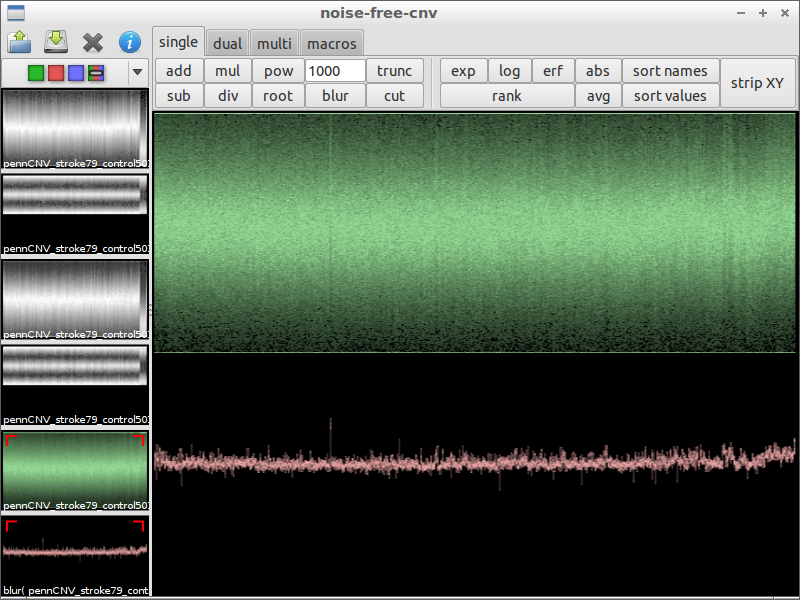 noise-free-cnv
single dual multi macros
add mul pow 1000 trunc exp log erf abs sort names strip XY
sub div root blur cut rank avg sort values
pennCNV_stroke79_control50
pennCNV_stroke79_control50
pennCNV_stroke79_control50
pennCNV_stroke79_control50
pennCNV_stroke79_control50
blur( pennCNV_stroke79_cont